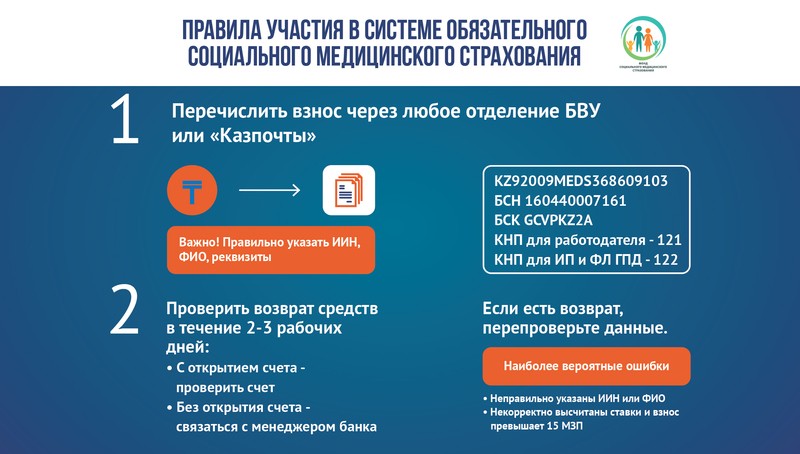 ПРАВИЛА УЧАСТИЯ В СИСТЕМЕ ОБЯЗАТЕЛЬНОГО
СОЦИАЛЬНОГО МЕДИЦИНСКОГО СТРАХОВАНИЯ
ФОНД
СОЦИАЛЬНОГО МЕДИЦИНСКОГО
СТРАХОВАНИЯ
1
Перечислить взнос через любое отделение БВУ
или «Казпочты»
₸
Важно! Правильно указать ИИН,
ФИО, реквизиты
KZ92009MEDS368609103
БСН 160440007161
БСК GCVPKZ2A
КНП для работодателя - 121
КНП для ИП и ФЛ ГПД - 122
2
Проверить возврат средств
в течение 2-3 рабочих
дней:
• С открытием счета -
проверить счет
• Без открытия счета -
связаться с менеджером банка
Если есть возврат,
перепроверьте данные.
Наиболее вероятные ошибки
• Неправильно указаны ИИН или ФИО
• Некорректно высчитаны ставки и взнос
превышает 15 МЗП